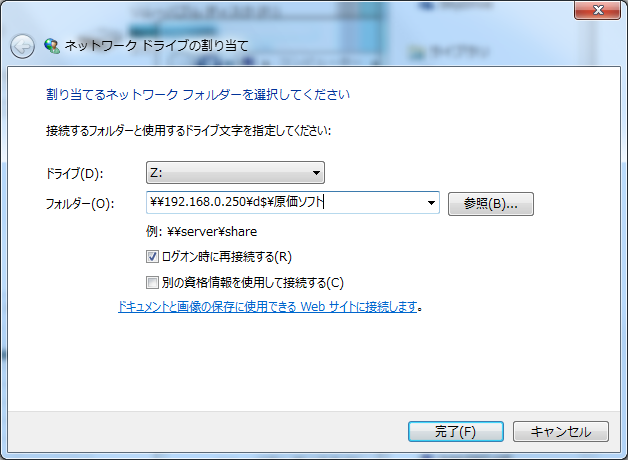 ネットワーク ドライブの割り当て
割り当てるネットワーク フォルダーを選択してください
接続するフォルダーと使用するドライブ文字を指定してください:
ドライブ(D): Z:
フォルダー(O): ¥¥192.168.0.250¥d$¥原価ソフト 参照(B)...
例: ¥¥server¥share
ログオン時に再接続する(R)
別の資格情報を使用して接続する(C)
ドキュメントと画像の保存に使用できる Web サイトに接続します。
完了(F) キャンセル